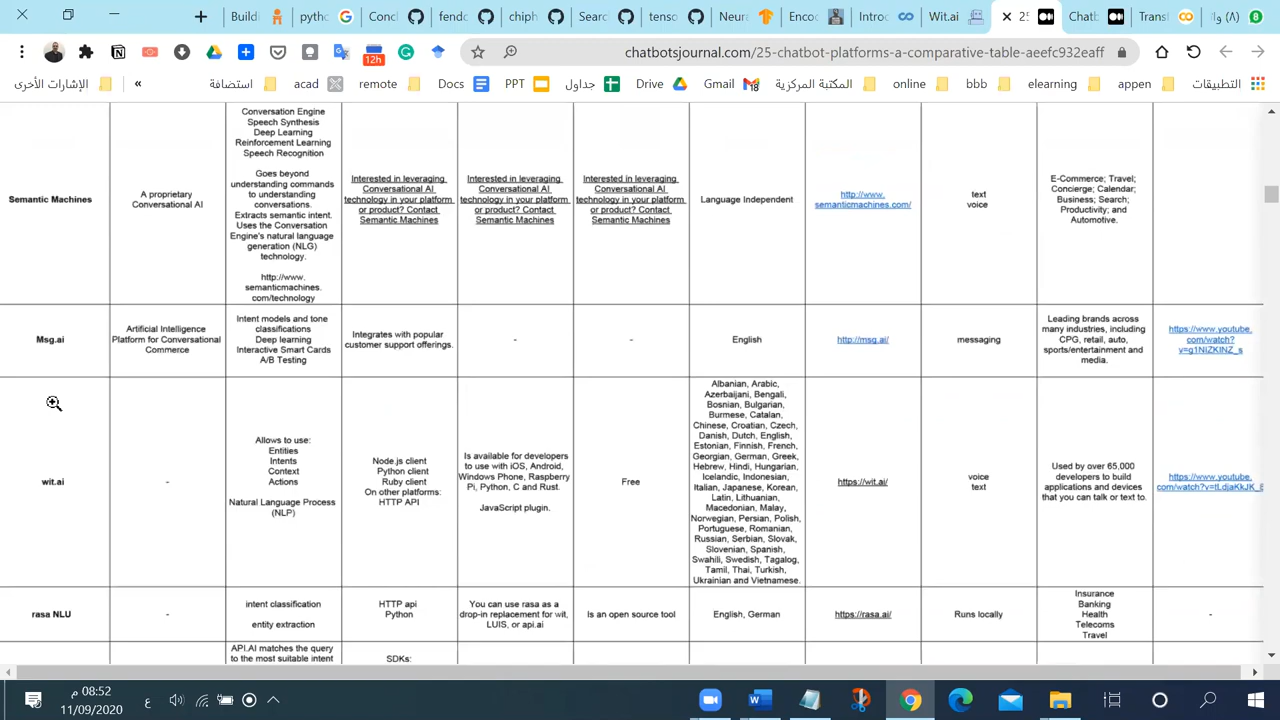 Fundi
Build
Forect
github
Searc
tenso
Neura
Entitie
Introd
Wit.ai
25
Transf
(Ag وا
8
12h
chatbotsjournal.com/25-chatbot-platforms-a-comparative-table-aeefc932eaff
الإشارات الأخرى
»
استضافة
acad
remote
Docs
PPT
جداول
Drive
Gmail
المكتبة المركزية
online
bbb
elearning
appen
التطبيقات
Semantic Machines
A proprietary
Conversational AI
Conversation Engine
Speech Synthesis
Deep Learning
Reinforcement Learning
Speech Recognition
Goes beyond
understanding commands
to understanding
conversations.
Extracts semantic intent.
Uses the Conversation
Engine's natural language
generation (NLG)
technology.
http://www.
semanticmachines.
com/technology
Interested in leveraging
Conversational AI
technology in your platform
or product? Contact
Semantic Machines
Interested in leveraging
Conversational AI
technology in your platform
or product? Contact
Semantic Machines
Interested in leveraging
Conversational AI
technology in your platform
or product? Contact
Semantic Machines
Language Independent
http://www.
semanticmachines.com/
text
voice
E-Commerce; Travel;
Concierge; Calendar;
Business; Search;
Productivity; and
Automotive.
Msg.ai
Artificial Intelligence
Platform for Conversational
Commerce
Intent models and tone
classifications
Deep learning
Interactive Smart Cards
A/B Testing
Integrates with popular
customer support offerings.
-
-
English
http://msg.ai/
messaging
Leading brands across
many industries, including
CPG, retail, auto,
sports/entertainment and
media.
https://www.youtube.
com/watch?
v=g1NIZKINZ_s
wit.ai
-
Allows to use:
Entities
Intents
Context
Actions
Natural Language Process
(NLP)
Node.js client
Python client
Ruby client
On other platforms:
HTTP API
Is available for developers
to use with iOS, Android,
Windows Phone, Raspberry
Pi, Python, C and Rust.
JavaScript plugin.
Free
Albanian, Arabic,
Azerbaijani, Bengali,
Bosnian, Bulgarian,
Burmese, Catalan,
Chinese, Croatian, Czech,
Danish, Dutch, English,
Estonian, Finnish, French,
Georgian, German, Greek,
Hebrew, Hindi, Hungarian,
Icelandic, Indonesian,
Italian, Japanese, Korean,
Latin, Lithuanian,
Macedonian, Malay,
Norwegian, Persian, Polish,
Portuguese, Romanian,
Russian, Serbian, Slovak,
Slovenian, Spanish,
Swahili, Swedish, Tagalog,
Tamil, Thai, Turkish,
Ukrainian and Vietnamese.
https://wit.ai/
voice
text
Used by over 65,000
developers to build
applications and devices
that you can talk or text to.
https://www.youtube.
rasa NLU
-
intent classification
entity extraction
HTTP api
Python
You can use rasa as a
drop-in replacement for wit,
LUIS, or api.ai
Is an open source tool
English, German
https://rasa.ai/
Runs locally
Insurance
Banking
Health
Telecoms
Travel
-
API.AI matches the query
to the most suitable intent
SDKs:
08:52 م
11/09/2020
ع